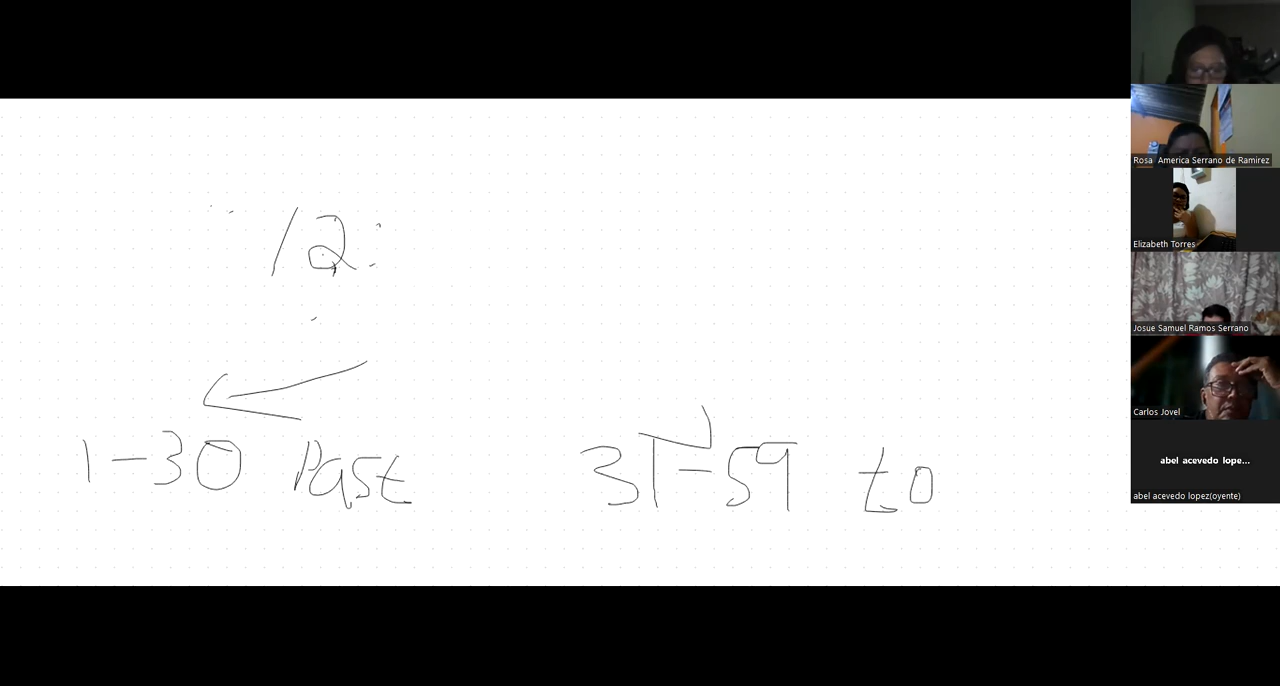 12:
1-30 Past 31-59 to
Rosa America Serrano de Ramirez
Elizabeth Torres
Josue Samuel Ramos Serrano
Carlos Jovel
abel acevedo lope...
abel acevedo lopez(oyente)